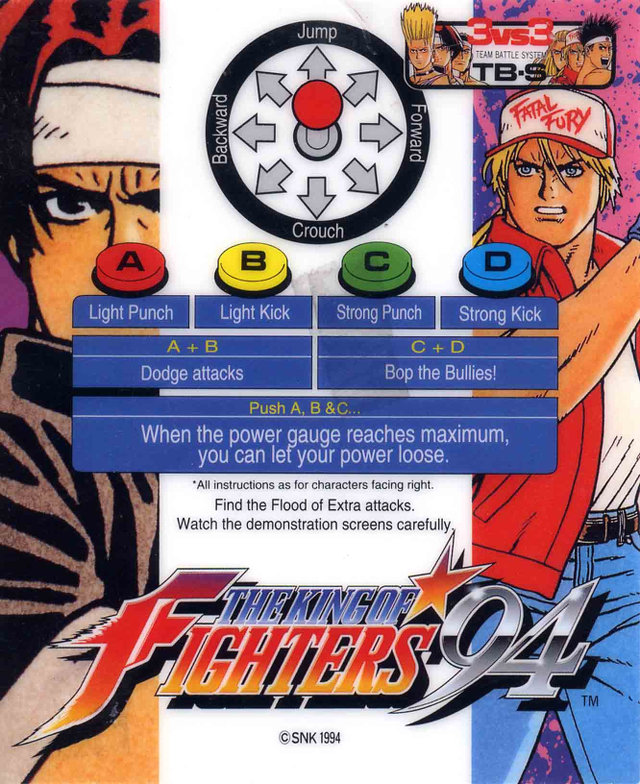 3vs3
TEAM BATTLE SYSTEM
TB-S
FATAL
FURY
Jump
Backward
Forward
Crouch
A
B
C
D
Light Punch
Light Kick
Strong Punch
Strong Kick
A + B
C + D
Dodge attacks
Bop the Bullies!
Push A, B &C...
When the power gauge reaches maximum,
you can let your power loose.
*All instructions as for characters facing right.
Find the Flood of Extra attacks.
Watch the demonstration screens carefully.
THE KING OF
FIGHTERS '94
TM
©SNK 1994